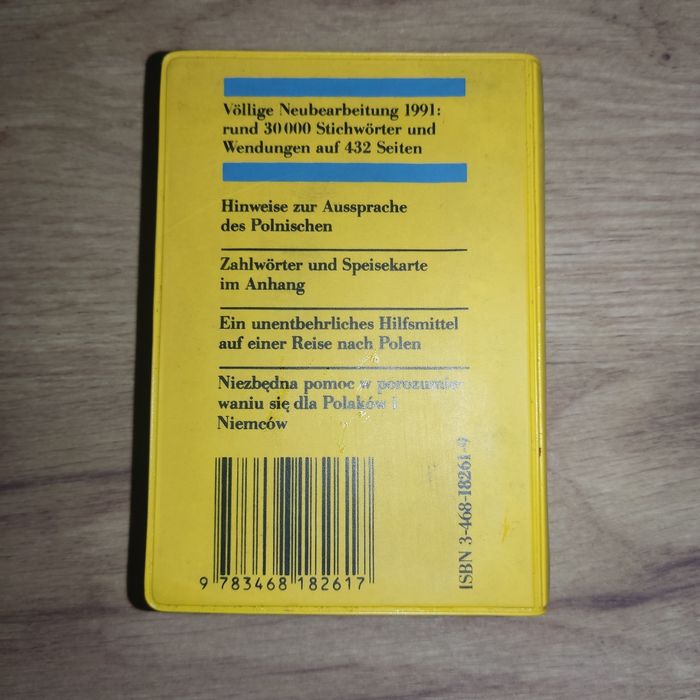 Völlige Neubearbeitung 1991:
rund 30 000 Stichwörter und
Wendungen auf 432 Seiten
Hinweise zur Aussprache
des Polnischen
Zahlwörter und Speisekarte
im Anhang
Ein unentbehrliches Hilfsmittel
auf einer Reise nach Polen
Niezbędna pomoc w porozumie-
waniu się dla Polaków i
Niemców
9 783468 182617
ISBN 3-468-18261-9